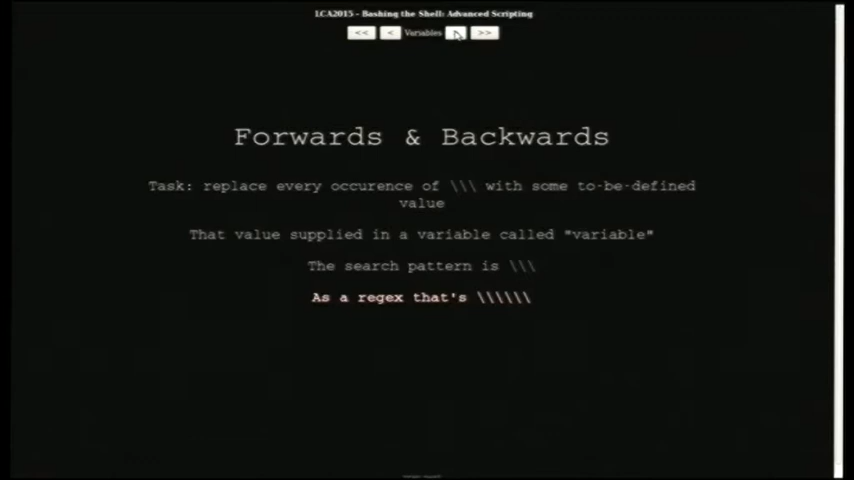 LCA2015 - Bashing the Shell: Advanced Scripting
<< < Variables > >>
Forwards & Backwards
Task: replace every occurence of \\\ with some to-be-defined
value
That value supplied in a variable called "variable"
The search pattern is \\\
As a regex that's \\\\\\